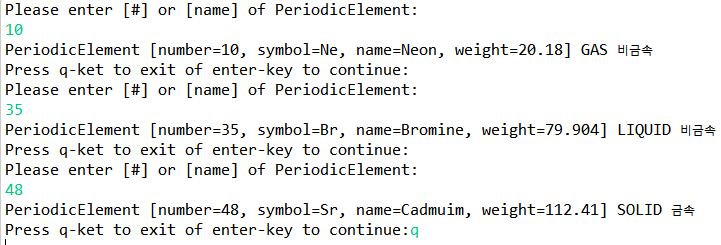 Please enter [#] or [name] of PeriodicElement:
10
PeriodicElement [number=10, symbol=Ne, name=Neon, weight=20.18] GAS 비금속
Press q-ket to exit of enter-key to continue:
Please enter [#] or [name] of PeriodicElement:
35
PeriodicElement [number=35, symbol=Br, name=Bromine, weight=79.904] LIQUID 비금속
Press q-ket to exit of enter-key to continue:
Please enter [#] or [name] of PeriodicElement:
48
PeriodicElement [number=48, symbol=Sr, name=Cadmuim, weight=112.41] SOLID 금속
Press q-ket to exit of enter-key to continue:q